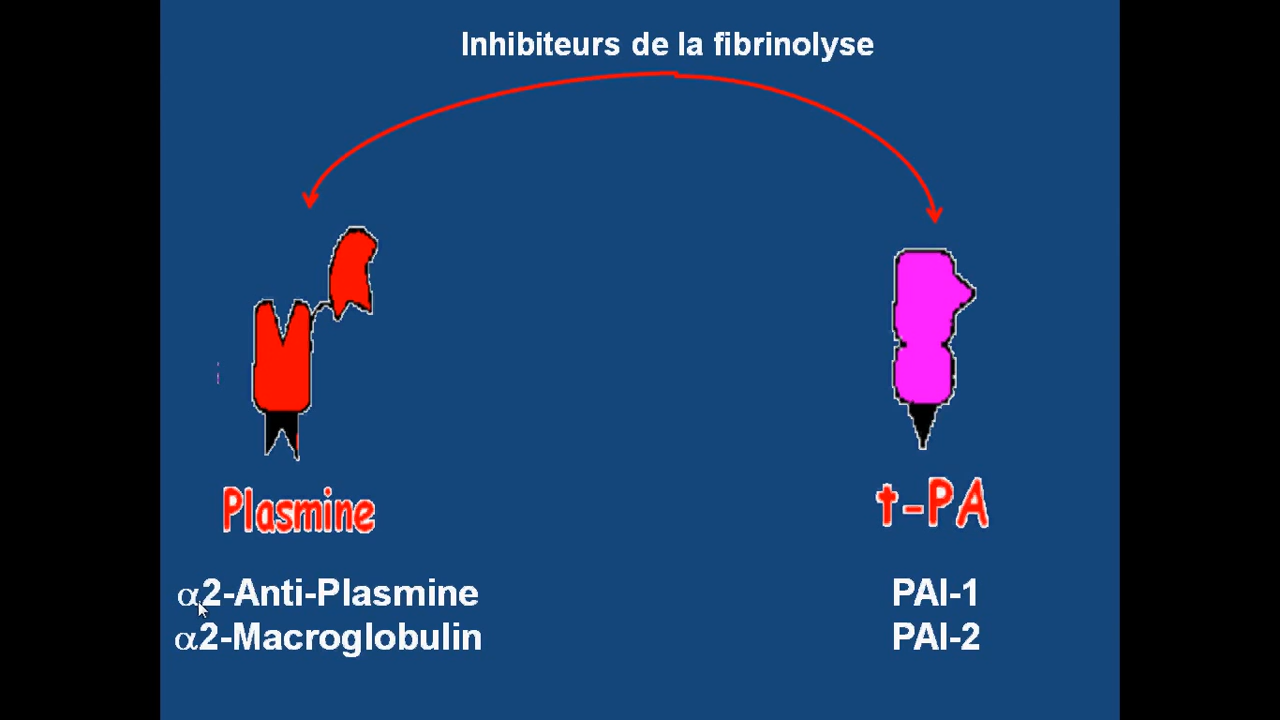 Inhibiteurs de la fibrinolyse
Plasmine
t-PA
α2-Anti-Plasmine
α2-Macroglobulin
PAI-1
PAI-2